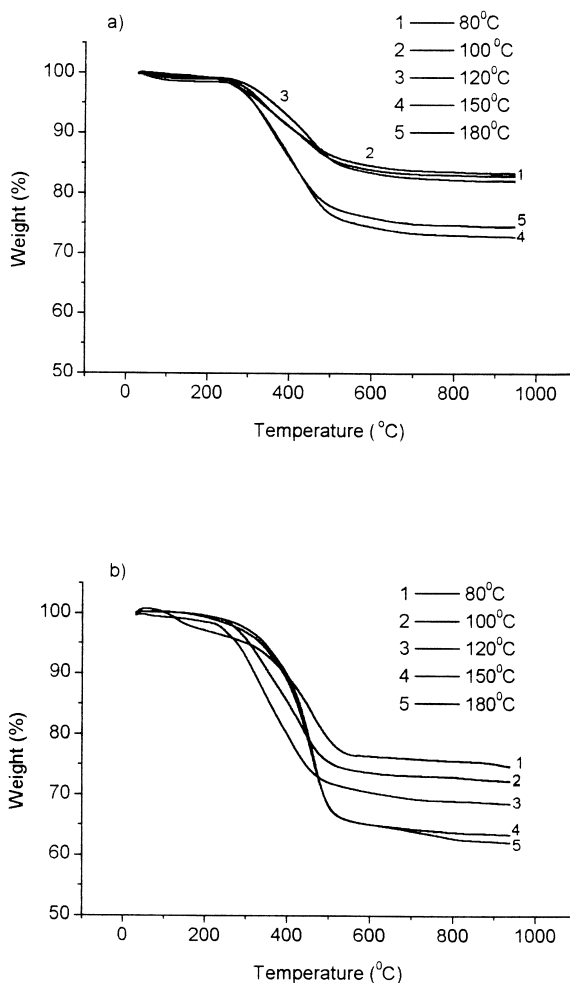 a)
1 — 80⁰C
2 — 100⁰C
3 — 120⁰C
4 — 150⁰C
5 — 180⁰C
100
90
80
70
60
50
Weight (%)
3
2
1
5
4
0 200 400 600 800 1000
Temperature (⁰C)
b)
1 — 80⁰C
2 — 100⁰C
3 — 120⁰C
4 — 150⁰C
5 — 180⁰C
100
90
80
70
60
50
Weight (%)
1
2
3
4
5
0 200 400 600 800 1000
Temperature (⁰C)